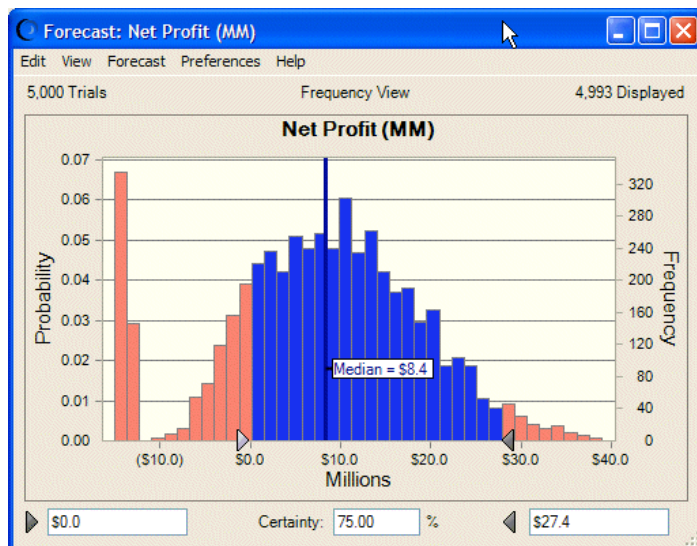 Forecast: Net Profit (MM)
Edit View Forecast Preferences Help
5,000 Trials Frequency View 4,993 Displayed
Net Profit (MM)
0.07
0.06 320
280
0.05 240
0.04 200
Probability Frequency
0.03 160
120
0.02 Median = $8.4 80
0.01 40
0.00 0
($10.0) $0.0 $10.0 $20.0 $30.0 $40.0
Millions
$0.0 Certainty: 75.00 % $27.4